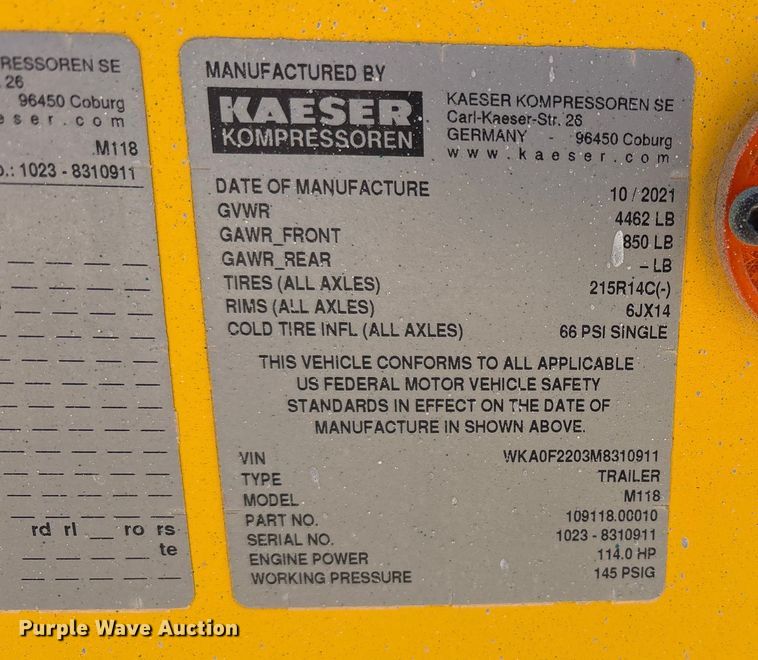 RESSOREN SE
26
96450 Coburg
eser.com
M118
o.: 1023 - 8310911
rd rl __ ro rs
te
MANUFACTURED BY
KAESER
KOMPRESSOREN
KAESER KOMPRESSOREN SE
Carl-Kaeser-Str. 26
GERMANY - 96450 Coburg
www.kaeser.com
DATE OF MANUFACTURE 10 / 2021
GVWR 4462 LB
GAWR_FRONT 850 LB
GAWR_REAR – LB
TIRES (ALL AXLES) 215R14C(-)
RIMS (ALL AXLES) 6JX14
COLD TIRE INFL (ALL AXLES) 66 PSI SINGLE
THIS VEHICLE CONFORMS TO ALL APPLICABLE
US FEDERAL MOTOR VEHICLE SAFETY
STANDARDS IN EFFECT ON THE DATE OF
MANUFACTURE IN SHOWN ABOVE.
VIN WKA0F2203M8310911
TYPE TRAILER
MODEL M118
PART NO. 109118.00010
SERIAL NO. 1023 - 8310911
ENGINE POWER 114.0 HP
WORKING PRESSURE 145 PSIG
Purple Wave Auction